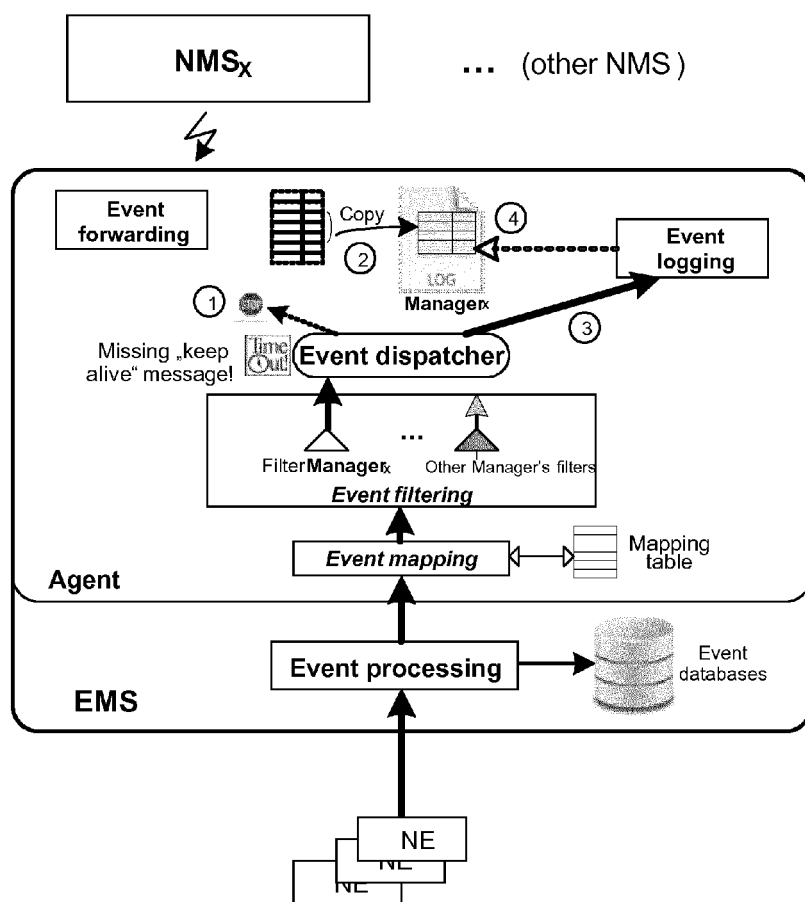 NMSX
... (other NMS )
Event
forwarding
Copy
2
4
LOG
Managerx
Event
logging
1
3
Missing „keep
alive“ message!
Time
Out!
Event dispatcher
...
FilterManagerx
Other Manager's filters
Event filtering
Event mapping
Mapping
table
Agent
Event processing
Event
databases
EMS
NE
NE
NE